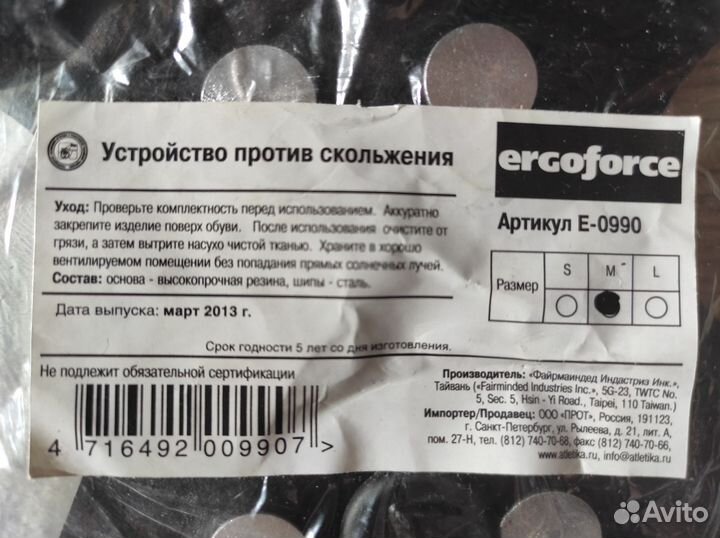 Устройство против скольжения
ergoforce
Артикул E-0990
Уход: Проверьте комплектность перед использованием. Аккуратно
закрепите изделие поверх обуви. После использования очистите от
грязи, а затем вытрите насухо чистой тканью. Храните в хорошо
вентилируемом помещении без попадания прямых солнечных лучей.
Состав: основа - высокопрочная резина, шипы - сталь.
Размер
S M L
Дата выпуска: март 2013 г.
Срок годности 5 лет со дня изготовления.
Не подлежит обязательной сертификации
4 716492 009907 >
Производитель: «Файрмаиндед Индастриз Инк.»,
Тайвань («Fairminded Industries Inc.», 5G-23, TWTC No.
5, Sec. 5, Hsin - Yi Road., Taipei, 110 Taiwan.)
Импортер/Продавец: ООО «ПРОТ», Россия, 191123,
г. Санкт-Петербург, ул. Рылеева, д. 21, лит. А,
пом. 27-Н, тел. (812) 740-70-68, факс (812) 740-70-66,
www.atletika.ru, info@atletika.ru
Avito